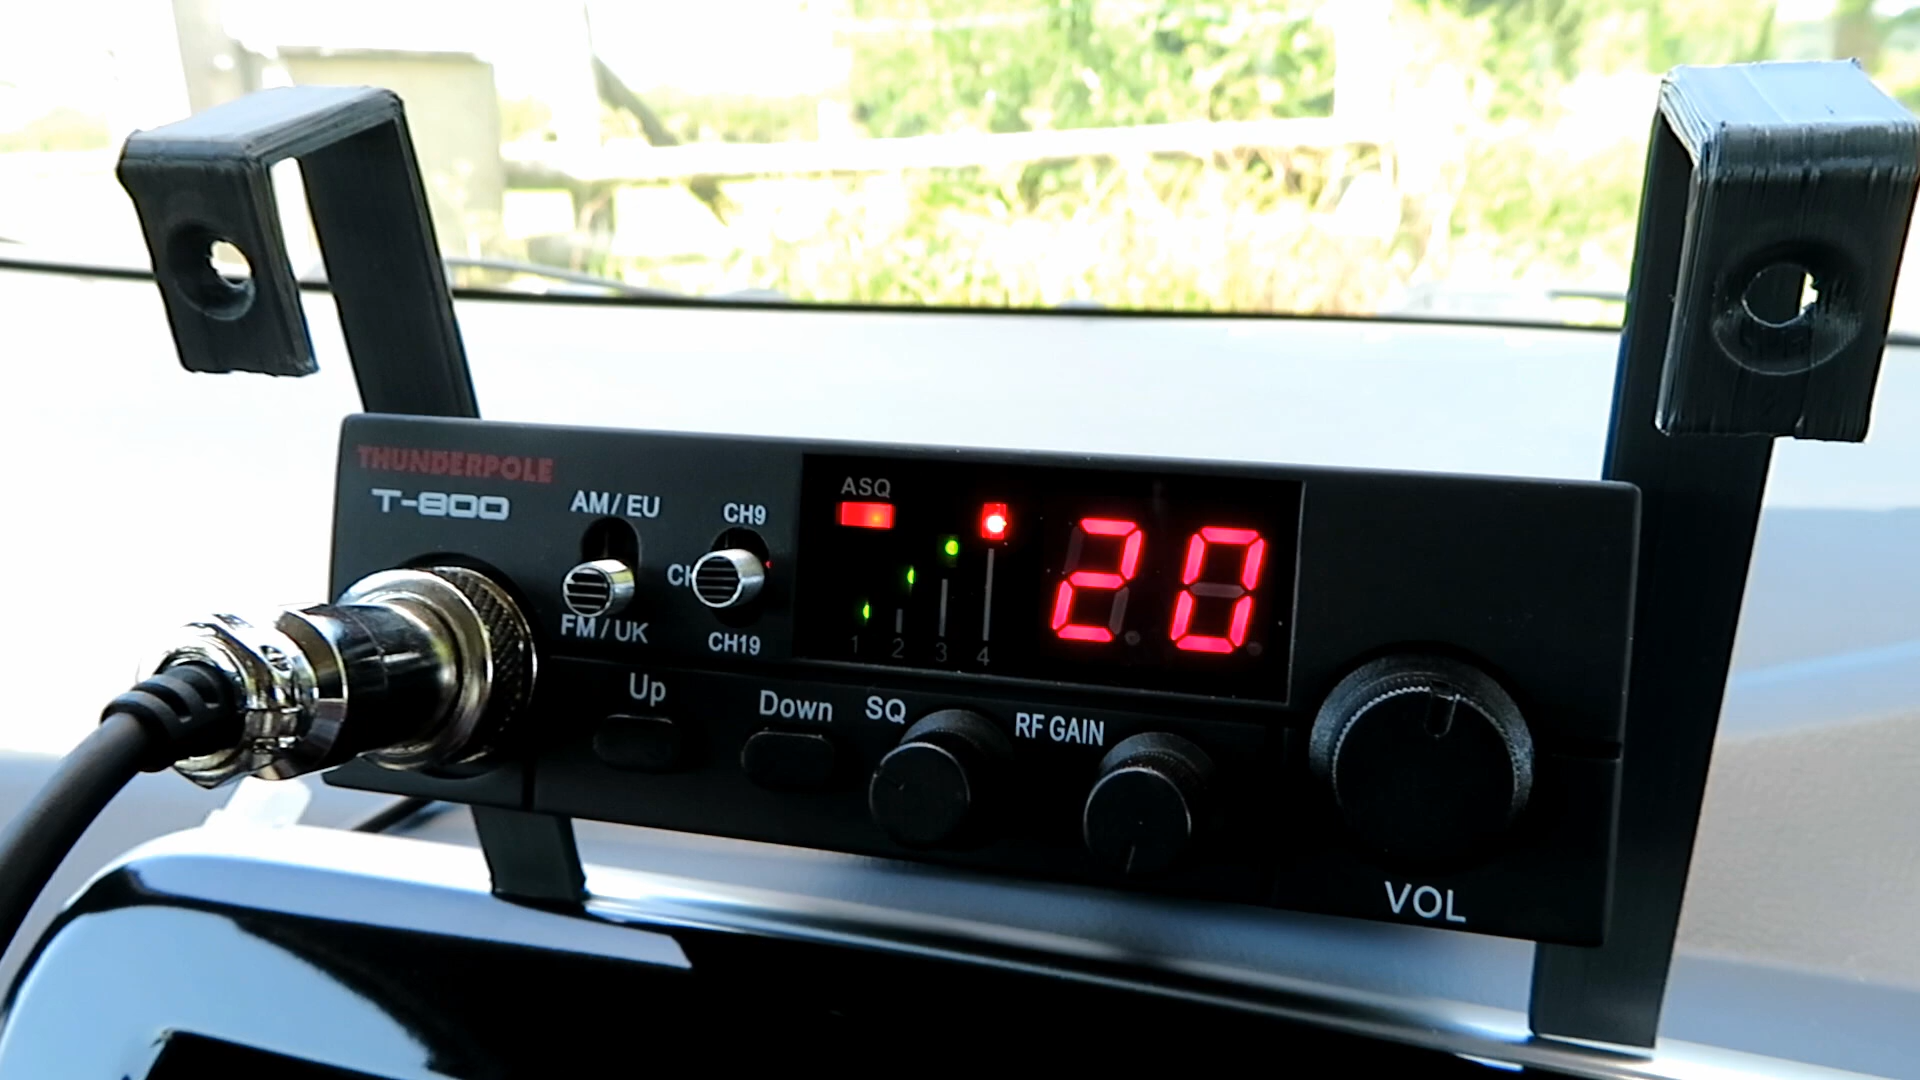 THUNDERPOLE
T-800
AM / EU
FM / UK
CH9
CH
CH19
ASQ
1 2 3 4
20
Up
Down
SQ
RF GAIN
VOL